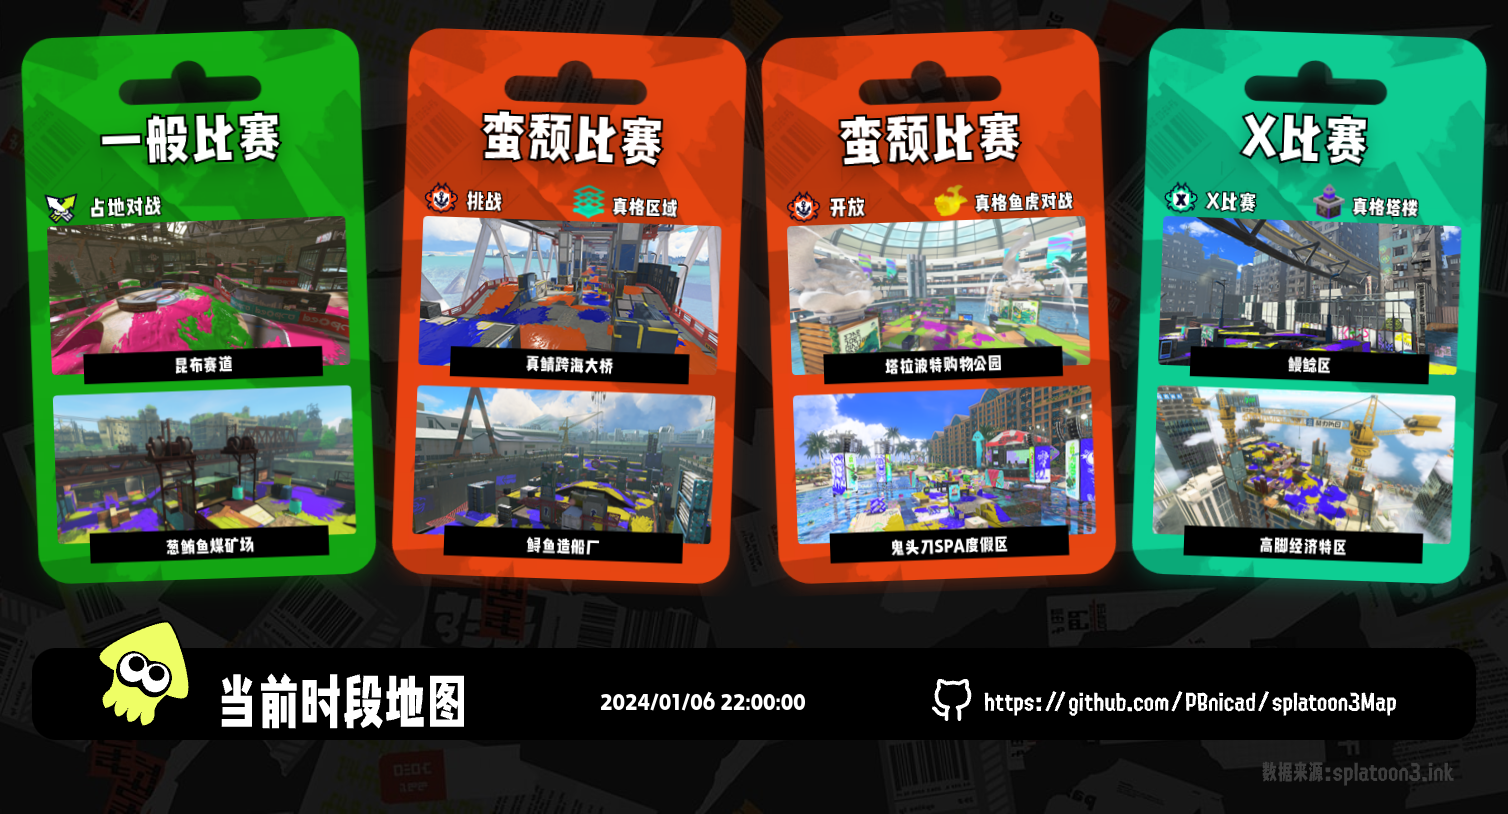 一般比赛
占地对战
昆布赛道
葱鲔鱼煤矿场
蛮颓比赛
挑战
真格区域
真鲭跨海大桥
鲟鱼造船厂
蛮颓比赛
开放
真格鱼虎对战
塔拉波特购物公园
鬼头刀SPA度假区
X比赛
X比赛
真格塔楼
鳗鲶区
高脚经济特区
当前时段地图
2024/01/06 22:00:00
https://github.com/PBnicad/splatoon3Map
数据来源:splatoon3.ink